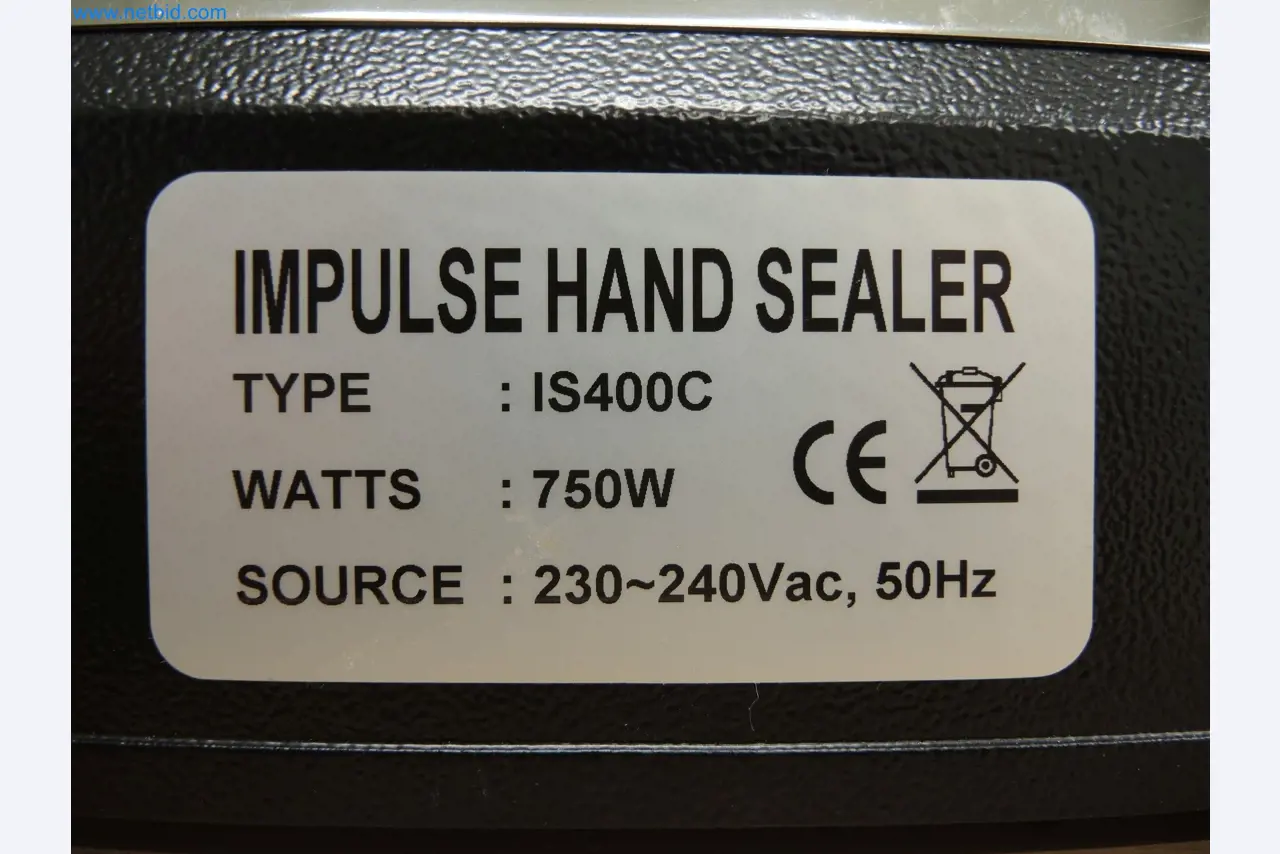 www.netbid.com
IMPULSE HAND SEALER
TYPE : IS400C
WATTS : 750W
CE
SOURCE : 230~240Vac, 50Hz